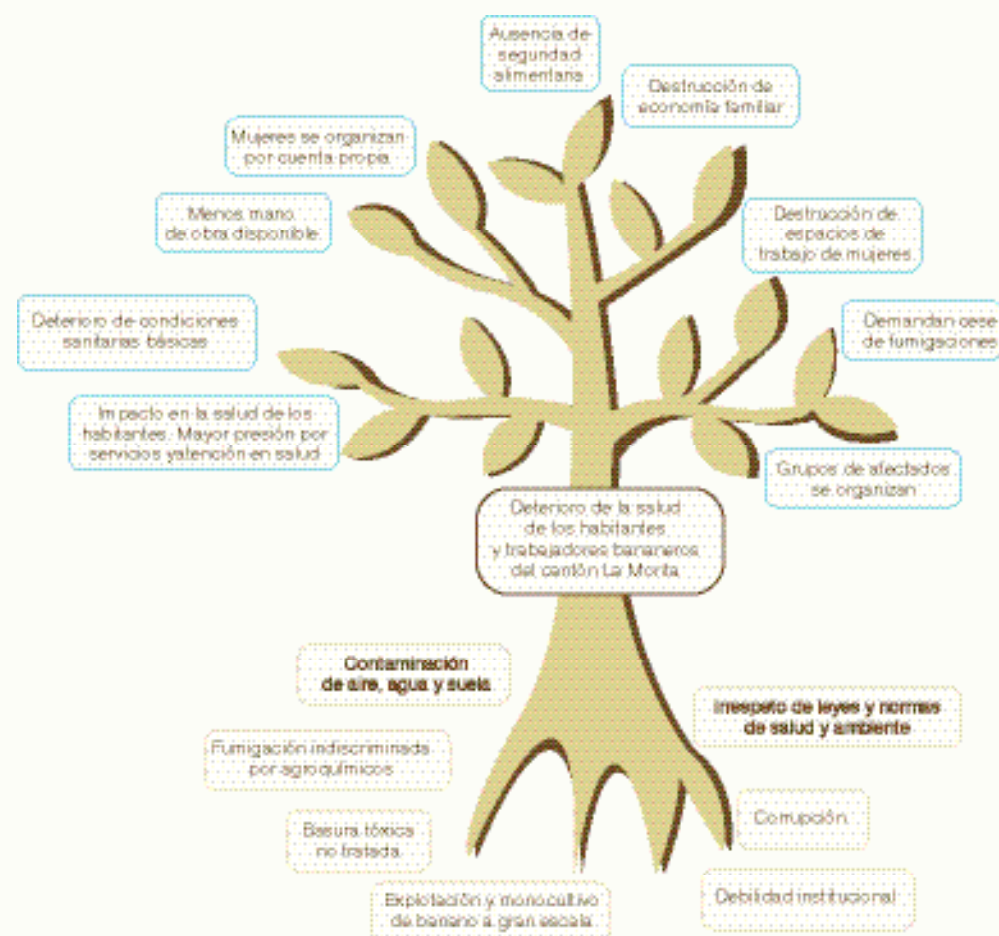 Ausencia de
seguridad
alimentaria
Destrucción de
economía familiar
Mujeres se organizan
por cuenta propia
Menos mano
de obra disponible.
Destrucción de
espacios de
trabajo de mujeres.
Deterioro de condiciones
sanitarias básicas
Demandan cese
de fumigaciones
Impacto en la salud de los
habitantes. Mayor presión por
servicios yatención en salud
Grupos de afectados
se organizan
Deterioro de la salud
de los habitantes
y trabajadores bananeros
del cantón La Morita
Contaminación
de aire, agua y suela
Irrespeto de leyes y normas
de salud y ambiente
Fumigación indiscriminada
por agroquímicos
Basura tóxica
no tratada
Corrupción.
Explotación y monocultivo
de banano a gran escala
Debilidad institucional